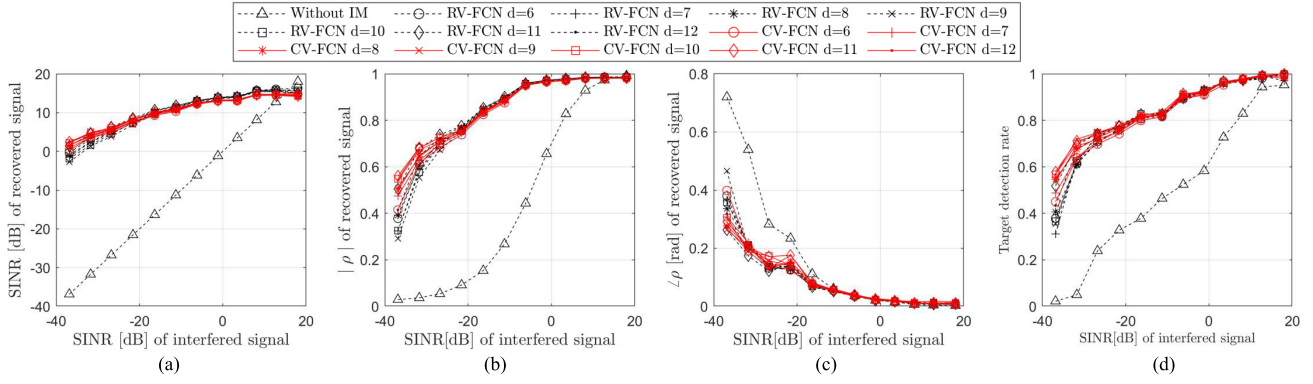 Without IM RV-FCN d=6 RV-FCN d=7 RV-FCN d=8 RV-FCN d=9
RV-FCN d=10 RV-FCN d=11 RV-FCN d=12 CV-FCN d=6 CV-FCN d=7
CV-FCN d=8 CV-FCN d=9 CV-FCN d=10 CV-FCN d=11 CV-FCN d=12
SINR [dB] of recovered signal
20
10
0
-10
-20
-30
-40
-40 -20 0 20
SINR [dB] of interfered signal
(a)
| ρ | of recovered signal
1
0.8
0.6
0.4
0.2
0
-40 -20 0 20
SINR[dB] of interfered signal
(b)
∠ρ [rad] of recovered signal
0.8
0.6
0.4
0.2
0
-40 -20 0 20
SINR[dB] of interfered signal
(c)
Target detection rate
1
0.8
0.6
0.4
0.2
0
-40 -20 0 20
SINR[dB] of interfered signal
(d)